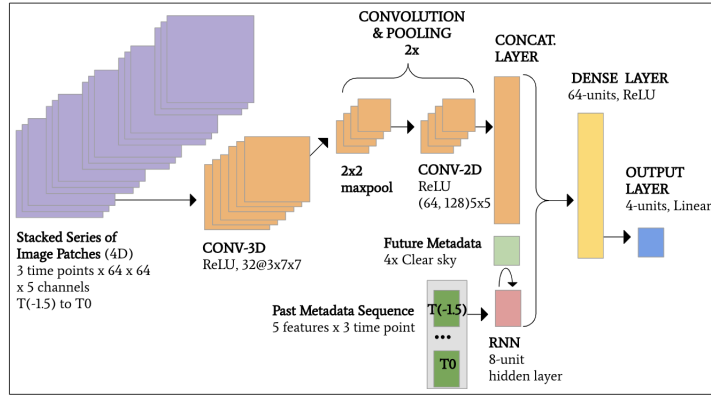 CONVOLUTION
& POOLING
2x
CONCAT.
LAYER
DENSE LAYER
64-units, ReLU
2x2
maxpool
CONV-2D
ReLU
(64, 128)5x5
OUTPUT
LAYER
4-units, Linear
Stacked Series of
Image Patches (4D)
3 time points x 64 x 64
x 5 channels
T(-1.5) to T0
CONV-3D
ReLU, 32@3x7x7
Future Metadata
4x Clear sky
Past Metadata Sequence
5 features x 3 time point
T(-1.5)
•••
T0
RNN
8-unit
hidden layer